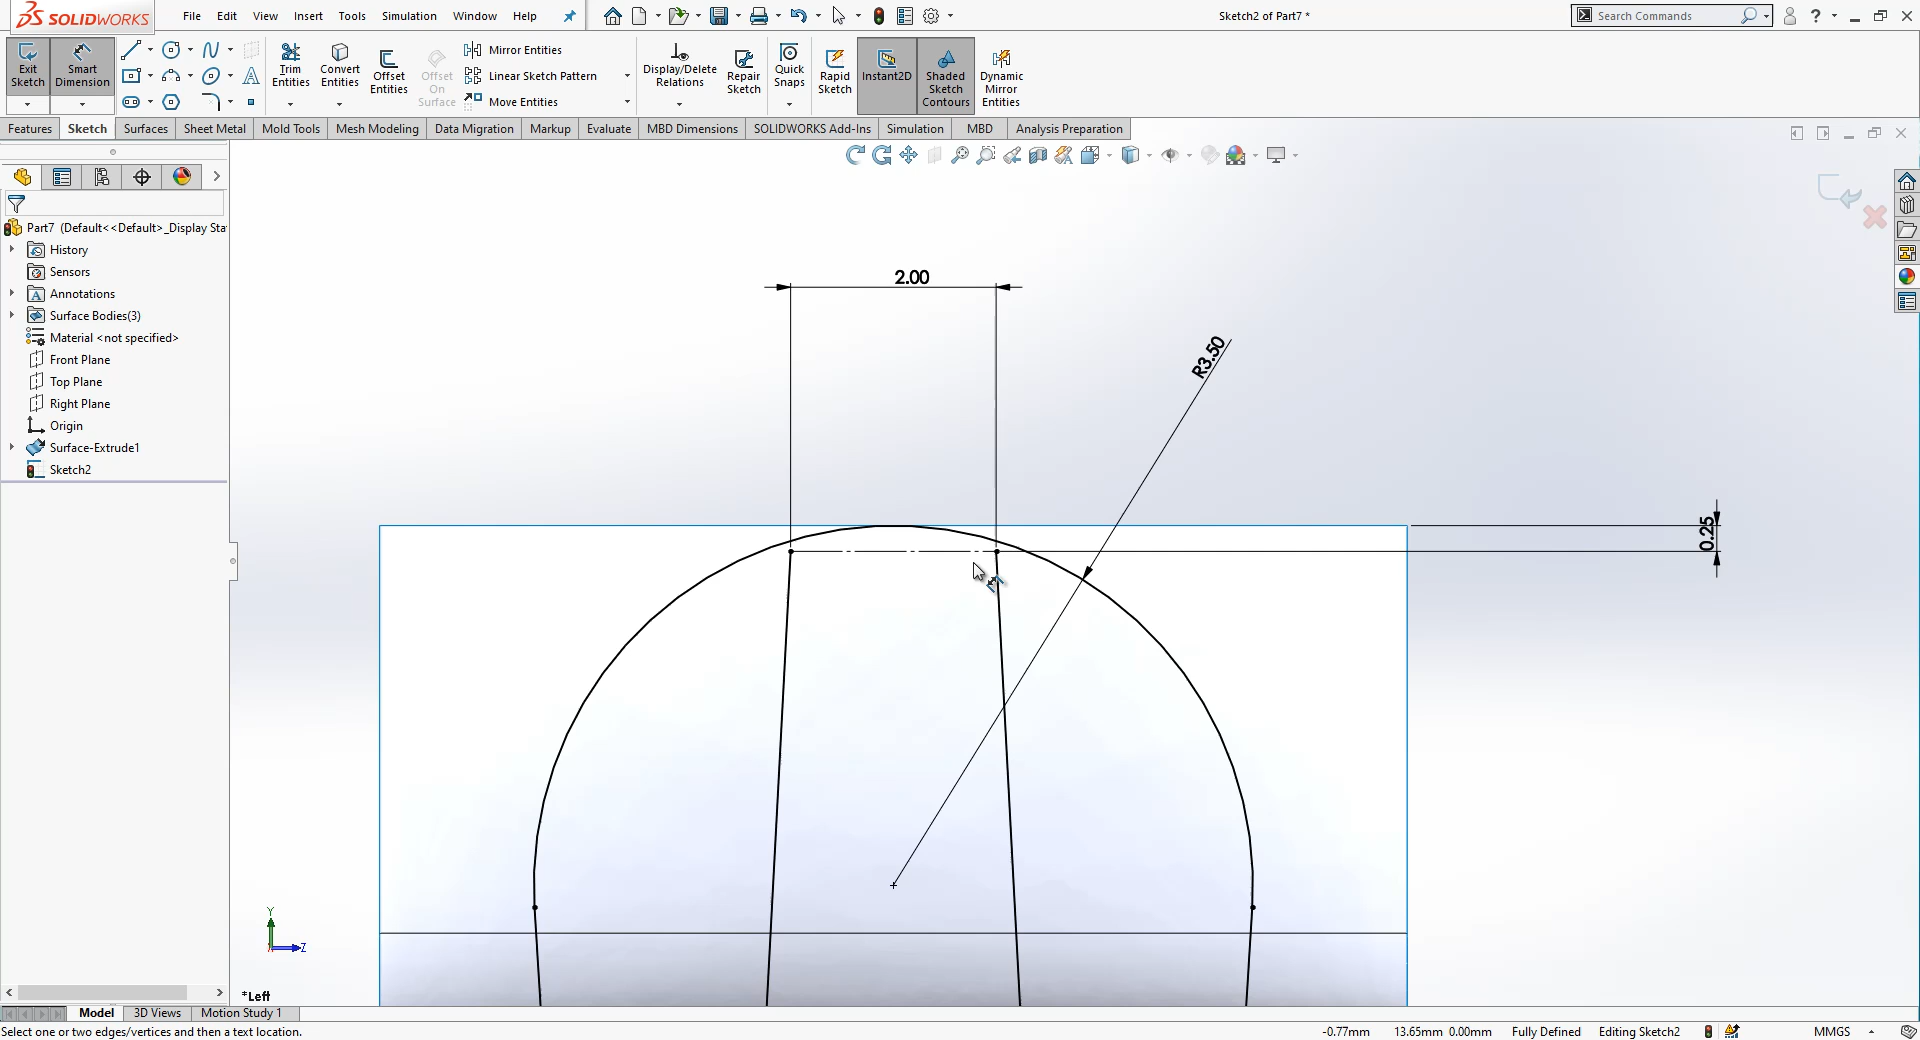 SOLIDWORKS File Edit View Insert Tools Simulation Window Help Sketch2 of Part7 * Search Commands ?
Exit Sketch
Smart Dimension
Trim Entities
Convert Entities
Offset Entities
Offset On Surface
Mirror Entities
Linear Sketch Pattern
Move Entities
Display/Delete Relations
Repair Sketch
Quick Snaps
Rapid Sketch
Instant2D
Shaded Sketch Contours
Dynamic Mirror Entities
Features Sketch Surfaces Sheet Metal Mold Tools Mesh Modeling Data Migration Markup Evaluate MBD Dimensions SOLIDWORKS Add-Ins Simulation MBD Analysis Preparation
Part7 (Default<<Default>_Display Sta
History
Sensors
Annotations
Surface Bodies(3)
Material <not specified>
Front Plane
Top Plane
Right Plane
Origin
Surface-Extrude1
Sketch2
2.00
R3.50
0.25
Y
Z
*Left
Model 3D Views Motion Study 1
Select one or two edges/vertices and then a text location. -0.77mm 13.65mm 0.00mm Fully Defined Editing Sketch2 MMGS